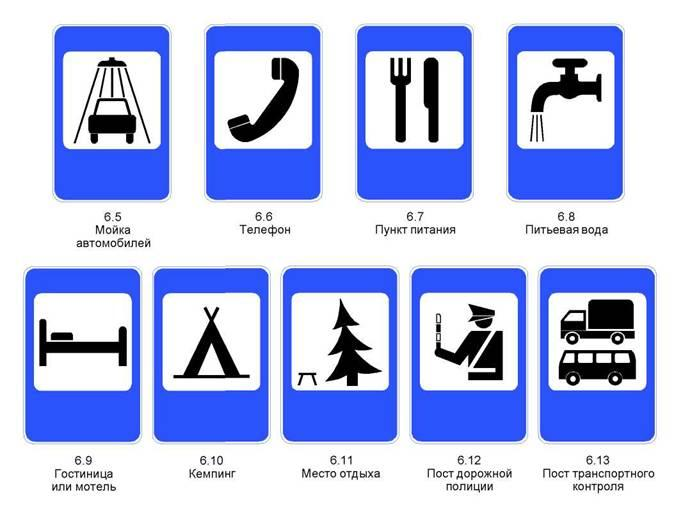 6.5
Мойка
автомобилей
6.6
Телефон
6.7
Пункт питания
6.8
Питьевая вода
6.9
Гостиница
или мотель
6.10
Кемпинг
6.11
Место отдыха
6.12
Пост дорожной
полиции
6.13
Пост транспортного
контроля